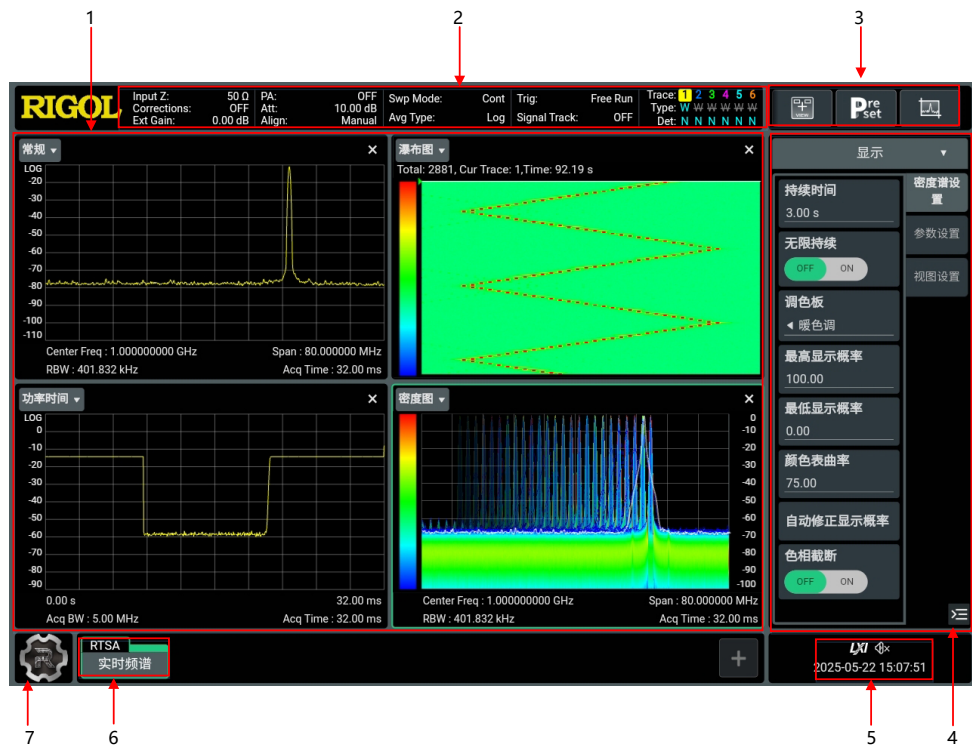 1
2
3
RIGOL
Input Z: 50 Ω
Corrections: OFF
Ext Gain: 0.00 dB
PA: OFF
Att: 10.00 dB
Align: Manual
Swp Mode: Cont
Avg Type: Log
Trig: Free Run
Signal Track: OFF
Trace: 1 2 3 4 5 6
Type: W W W W W W
Det: N N N N N N
VIEW
Preset
常规
LOG
-20
-30
-40
-50
-60
-70
-80
-90
-100
-110
Center Freq : 1.000000000 GHz Span : 80.000000 MHz
RBW : 401.832 kHz Acq Time : 32.00 ms
瀑布图
Total: 2881, Cur Trace: 1,Time: 92.19 s
功率时间
LOG
0
-10
-20
-30
-40
-50
-60
-70
-80
-90
0.00 s 32.00 ms
Acq BW : 5.00 MHz Acq Time : 32.00 ms
密度图
0
-10
-20
-30
-40
-50
-60
-70
-80
-90
-100
Center Freq : 1.000000000 GHz Span : 80.000000 MHz
RBW : 401.832 kHz Acq Time : 32.00 ms
显示
持续时间
3.00 s
无限持续
OFF ON
调色板
暖色调
最高显示概率
100.00
最低显示概率
0.00
颜色表曲率
75.00
自动修正显示概率
色相截断
OFF ON
密度谱设
置
参数设置
视图设置
R
RTSA
实时频谱
+
LXI
2025-05-22 15:07:51
7
6
5
4